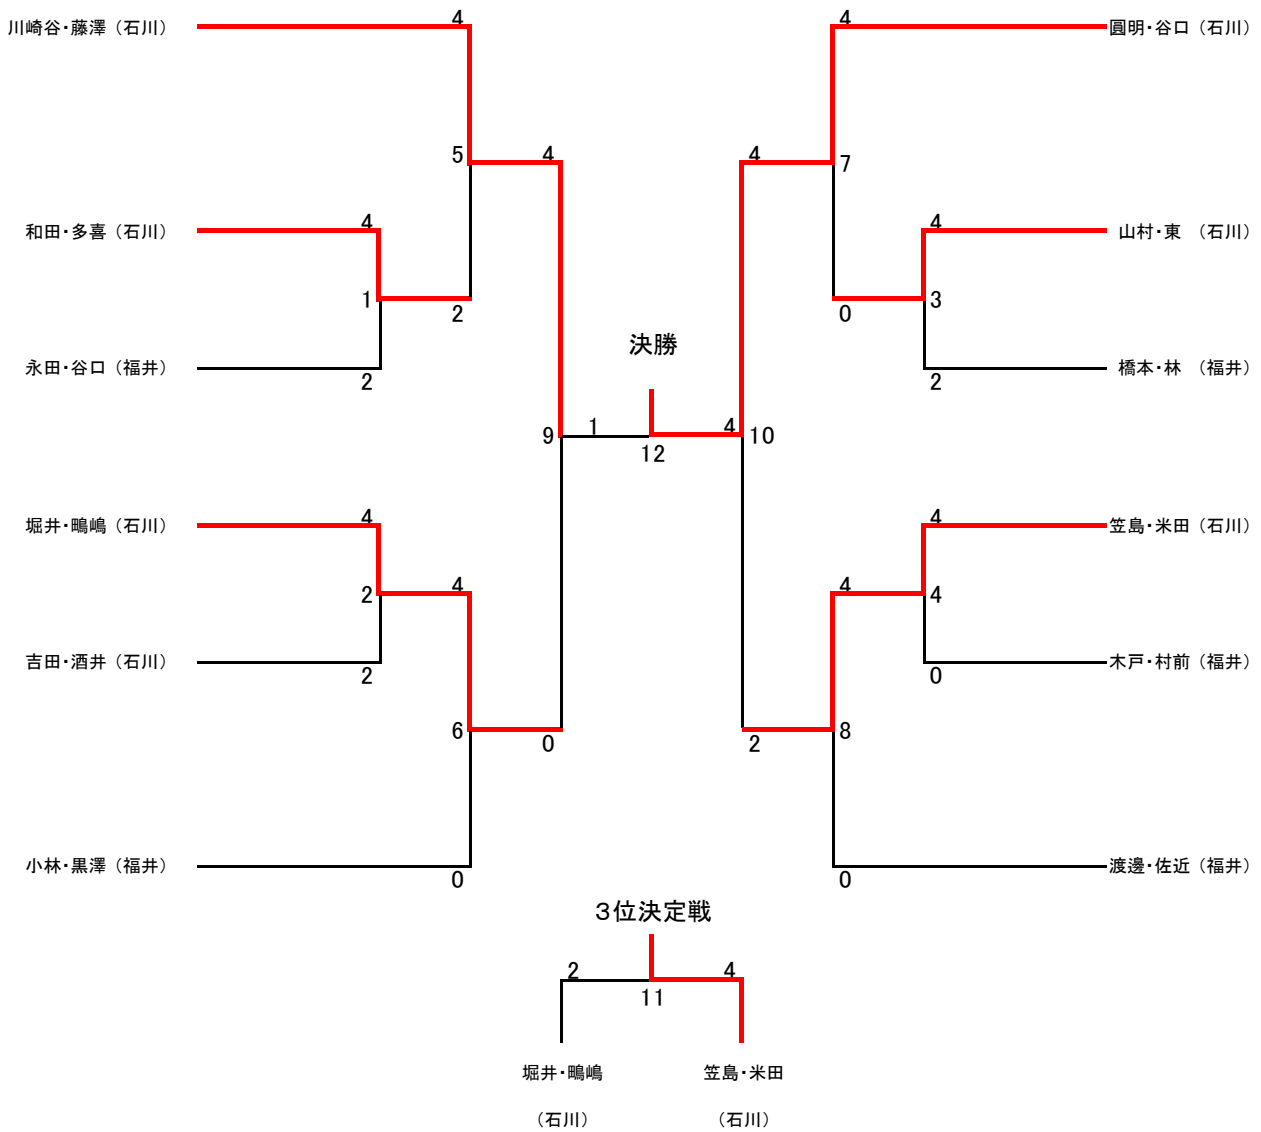 川崎谷・藤澤（石川）
4
4
圓明・谷口（石川）
5
4
4
7
和田・多喜（石川）
4
4
山村・東　（石川）
1
2
0
3
決勝
永田・谷口（福井）
2
2
橋本・林　（福井）
9
1
12
4
10
堀井・鴫嶋（石川）
4
4
笠島・米田（石川）
2
4
4
4
吉田・酒井（石川）
2
0
木戸・村前（福井）
6
0
2
8
小林・黒澤（福井）
0
0
渡邊・佐近（福井）
３位決定戦
2
4
11
堀井・鴫嶋
笠島・米田
（石川）
（石川）